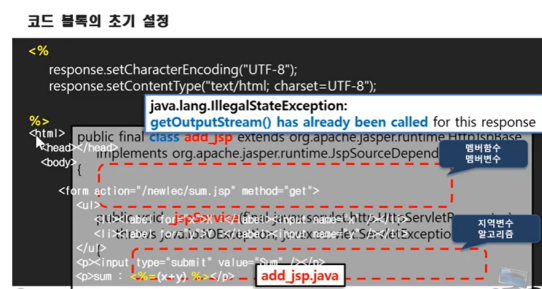 코드 블록의 초기 설정
<%
response.setCharacterEncoding("UTF-8");
response.setContentType("text/html; charset=UTF-8");
java.lang.IllegalStateException:
getOutputStream() has already been called for this response
%>
<html>
public final class add_jsp extends org.apache.jasper.runtime.HttpJspBase
<head></head>
implements org.apache.jasper.runtime.JspSourceDepend
멤버함수
멤버변수
<body>
{
<form action="/newlec/sum.jsp" method="get">
<ul>
public void _jspService(
HttpServletRe
지역변수
알고리즘
</ul>
<p><input type="submit" value="Sum" /></p>
<p>sum : <%=(x+y) %></p>
add_jsp.java